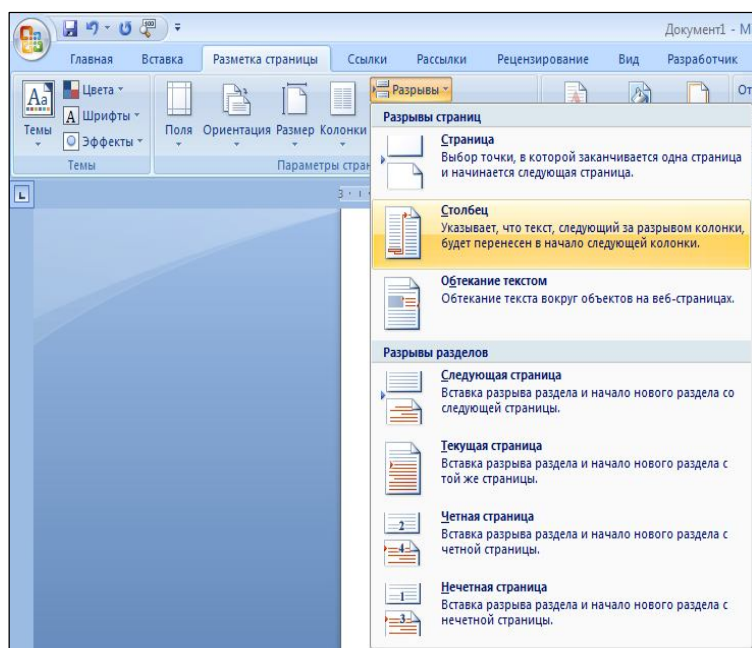 Документ1 - M
Главная Вставка Разметка страницы Ссылки Рассылки Рецензирование Вид Разработчик
Темы
Цвета
Шрифты
Эффекты
Поля Ориентация Размер Колонки
Разрывы
От
Темы Параметры стран
Разрывы страниц
Страница
Выбор точки, в которой заканчивается одна страница
и начинается следующая страница.
Столбец
Указывает, что текст, следующий за разрывом колонки,
будет перенесен в начало следующей колонки.
Обтекание текстом
Обтекание текста вокруг объектов на веб-страницах.
Разрывы разделов
Следующая страница
Вставка разрыва раздела и начало нового раздела со
следующей страницы.
Текущая страница
Вставка разрыва раздела и начало нового раздела с
той же страницы.
Четная страница
Вставка разрыва раздела и начало нового раздела с
четной страницы.
Нечетная страница
Вставка разрыва раздела и начало нового раздела с
нечетной страницы.